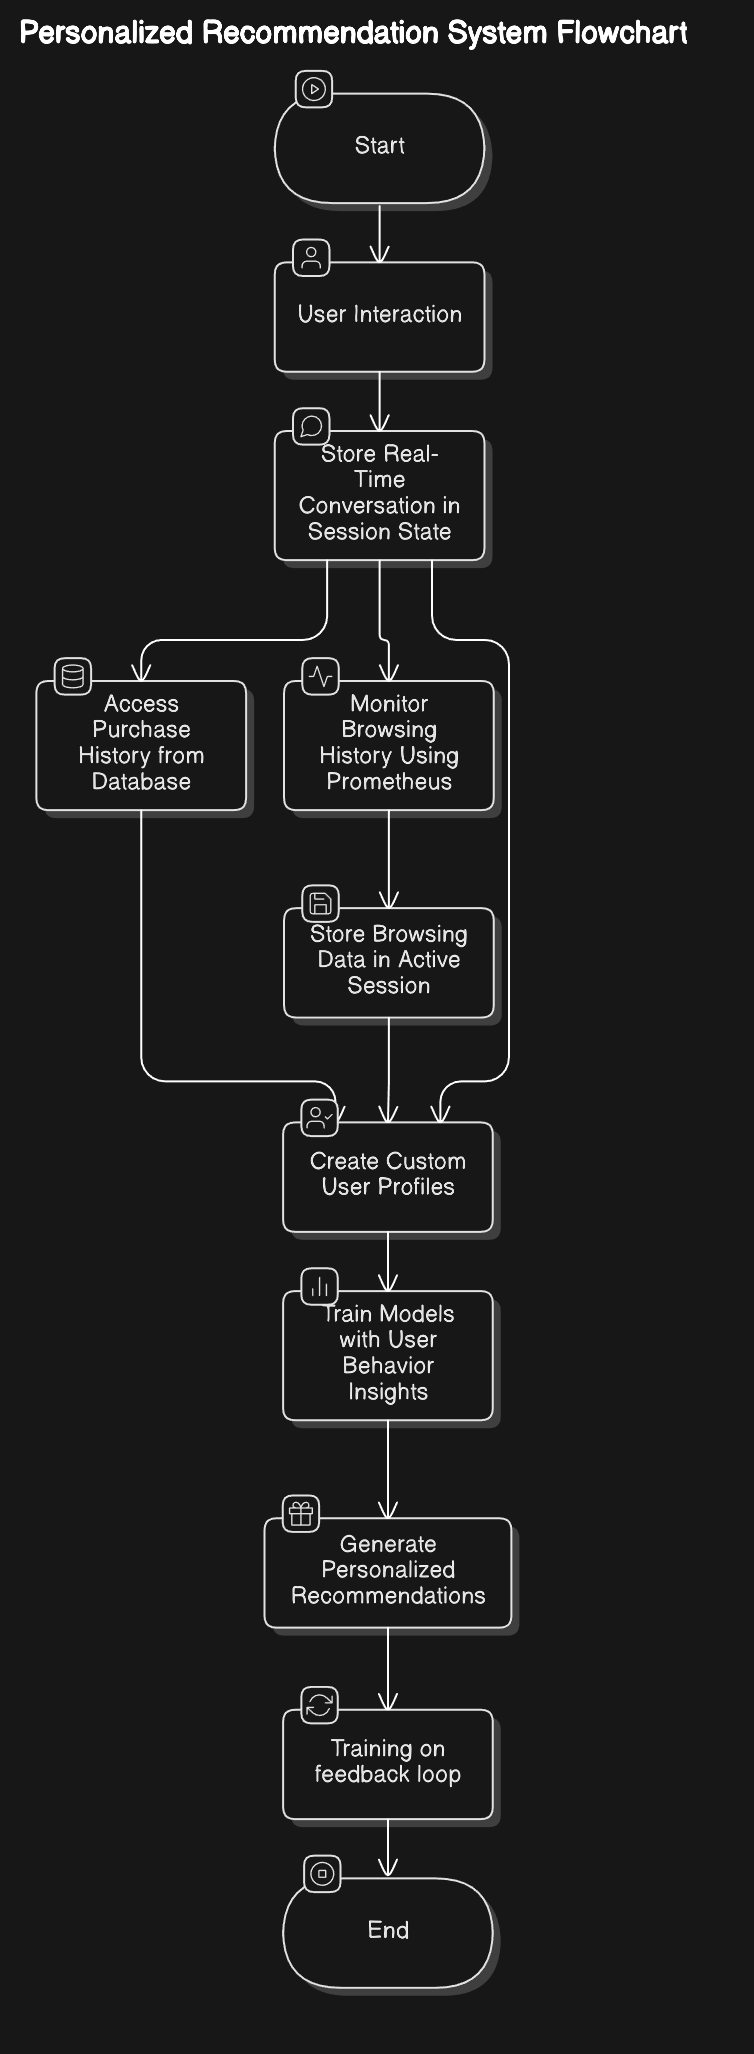 Personalized Recommendation System Flowchart
Start
User Interaction
Store Real-
Time
Conversation in
Session State
Access
Purchase
History from
Database
Monitor
Browsing
History Using
Prometheus
Store Browsing
Data in Active
Session
Create Custom
User Profiles
Train Models
with User
Behavior
Insights
Generate
Personalized
Recommendations
Training on
feedback loop
End